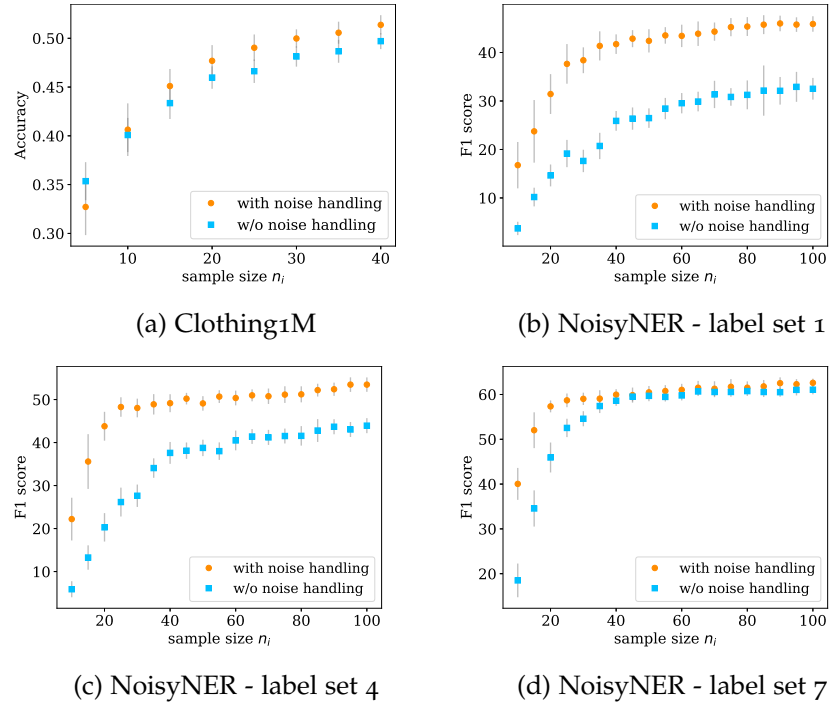 0.50
0.45
0.40
0.35
0.30
Accuracy
with noise handling
w/o noise handling
10 20 30 40
sample size nᵢ
(a) Clothing1M
40
30
20
10
F1 score
with noise handling
w/o noise handling
20 40 60 80 100
sample size nᵢ
(b) NoisyNER - label set 1
50
40
30
20
10
F1 score
with noise handling
w/o noise handling
20 40 60 80 100
sample size nᵢ
(c) NoisyNER - label set 4
60
50
40
30
20
F1 score
with noise handling
w/o noise handling
20 40 60 80 100
sample size nᵢ
(d) NoisyNER - label set 7